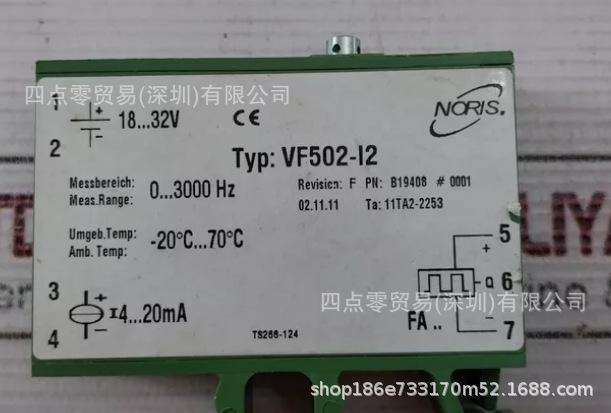 四点零贸易(深圳)有限公司
1
2
+
−
18...32V
CE
NORIS®
Typ: VF502-I2
Messbereich:
Meas.Range:
0...3000 Hz
Revision: F PN: B19408 # 0001
02.11.11 Ta: 11TA2-2253
Umgeb.Temp:
Amb.Temp:
-20°C...70°C
5
+
Q 6
−
7
FA ..
3
4
+
I 4...20mA
四点零贸易(深圳)有限公司
TS266-124
shop186e733170m52.1688.com